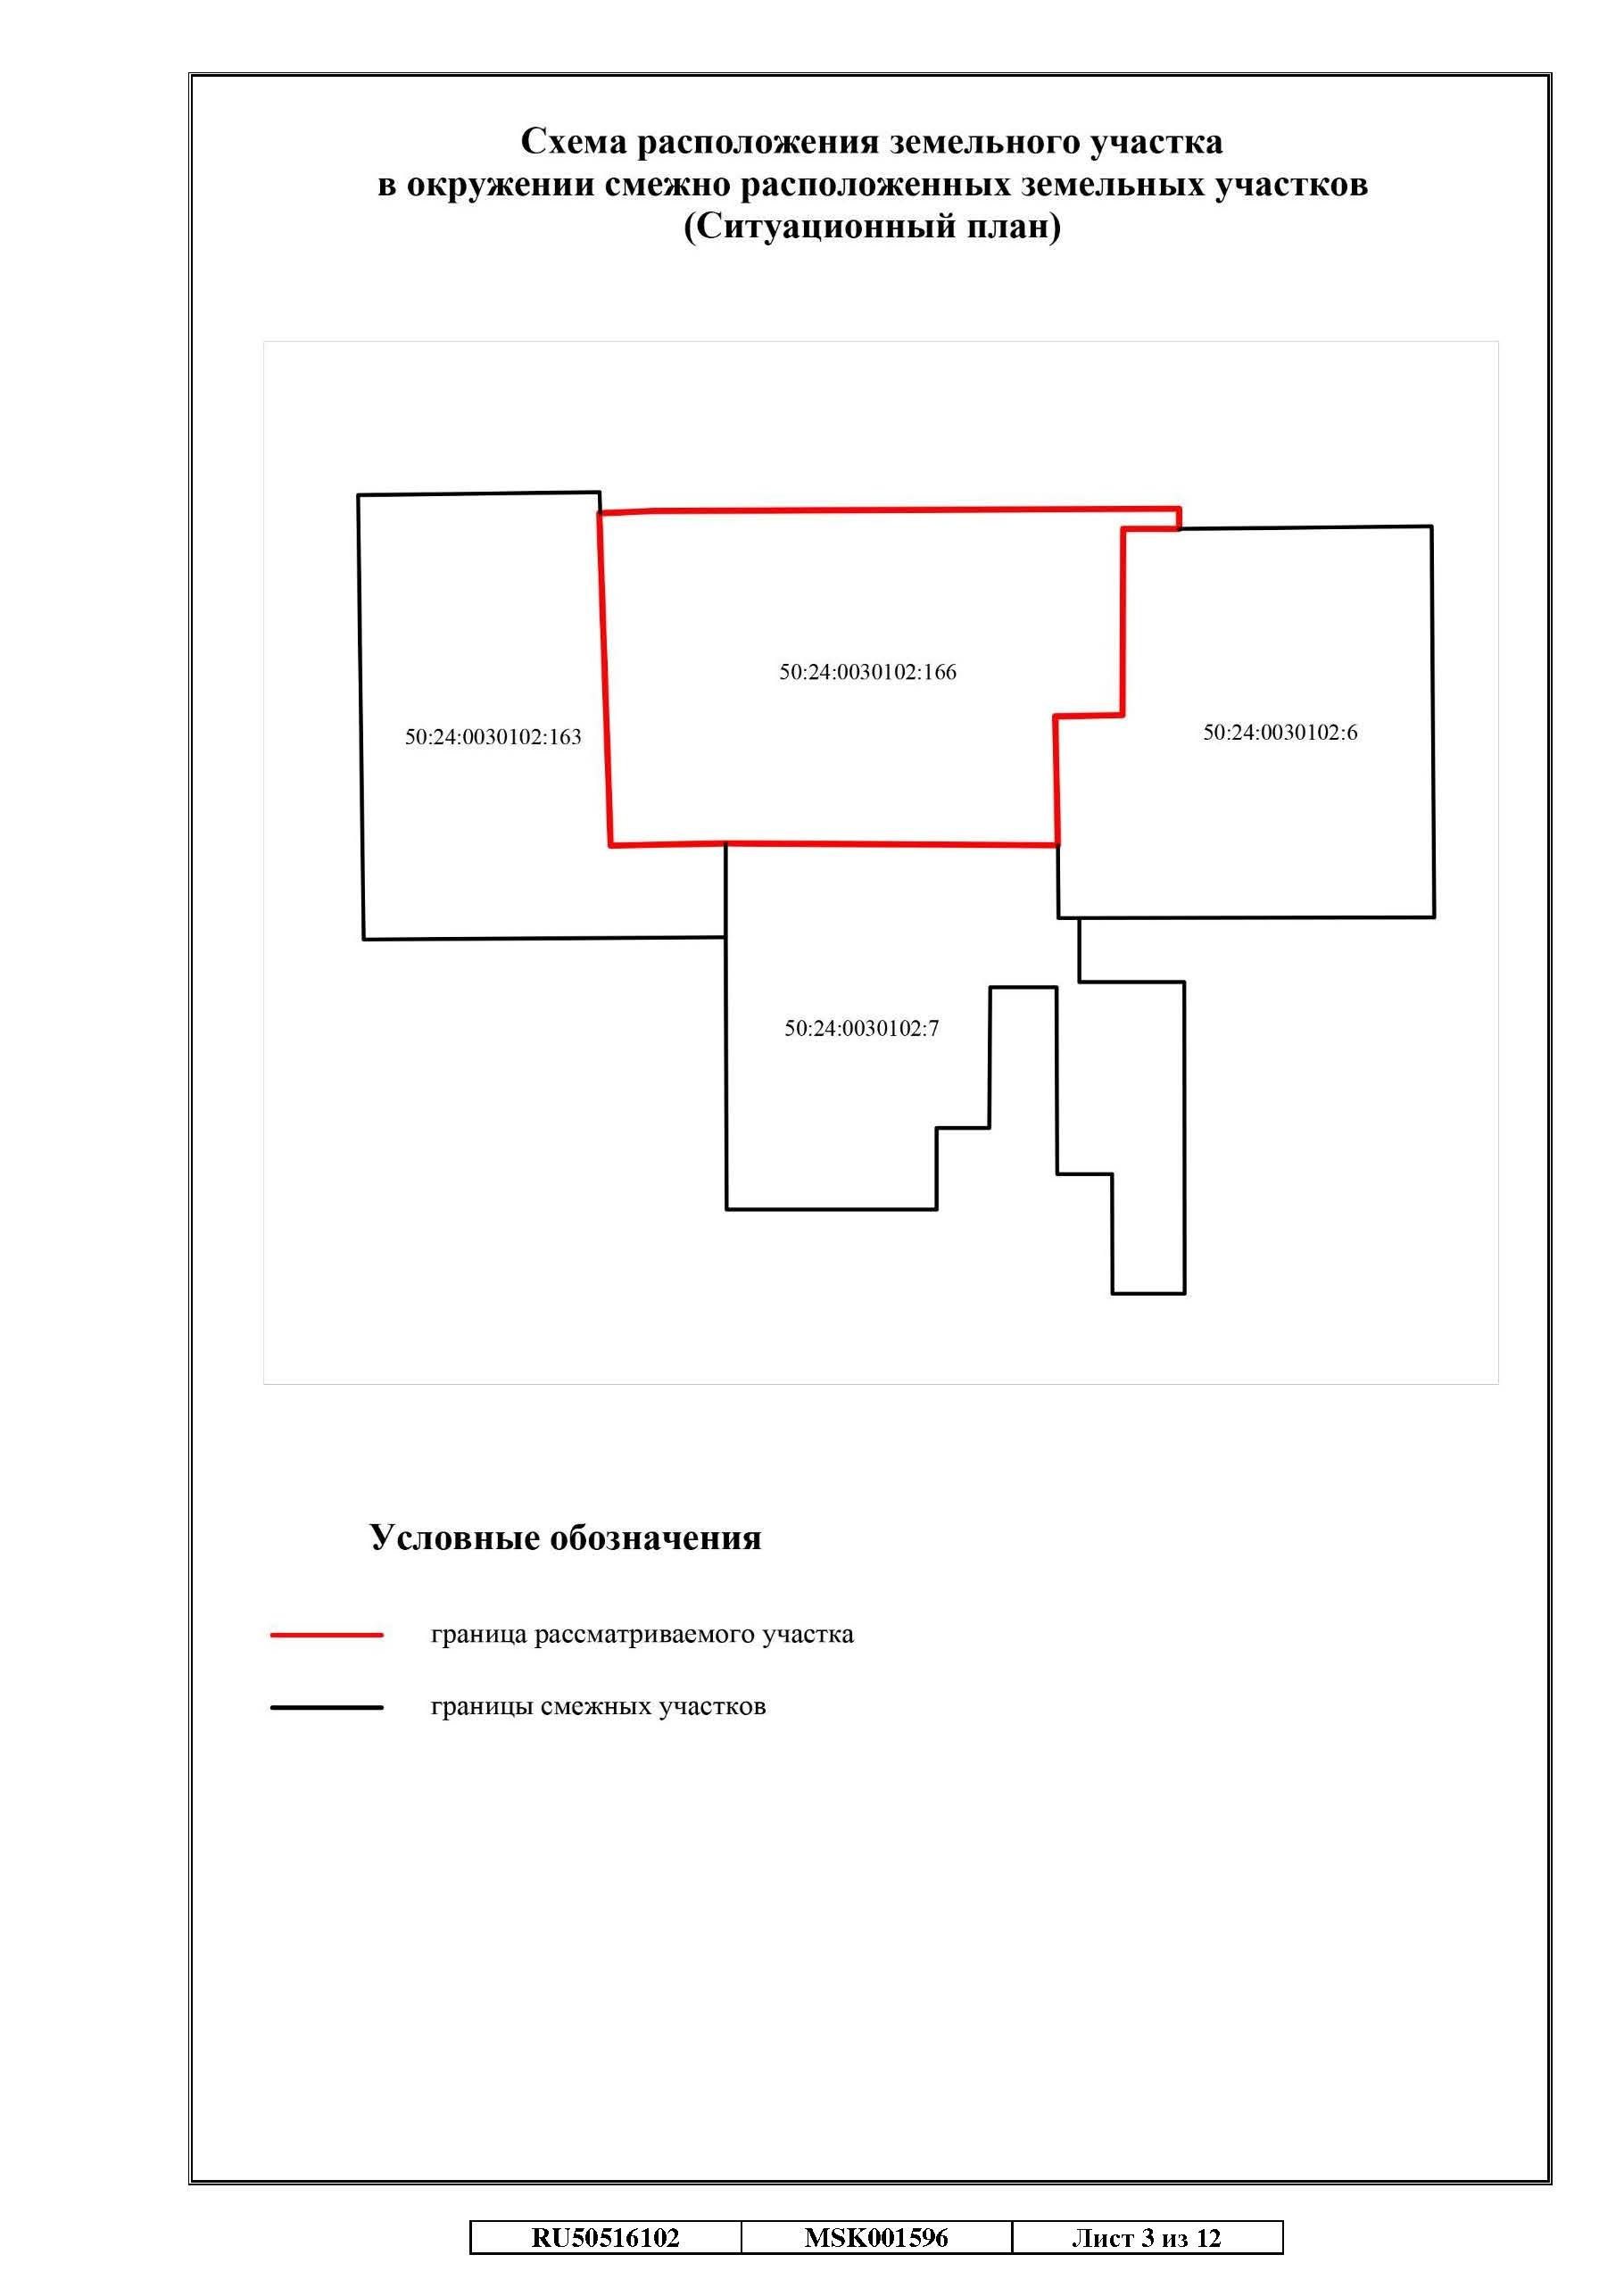 Схема расположения земельного участка
в окружении смежно расположенных земельных участков
(Ситуационный план)
50:24:0030102:166
50:24:0030102:163
50:24:0030102:6
50:24:0030102:7
Условные обозначения
граница рассматриваемого участка
границы смежных участков
RU50516102 MSK001596 Лист 3 из 12